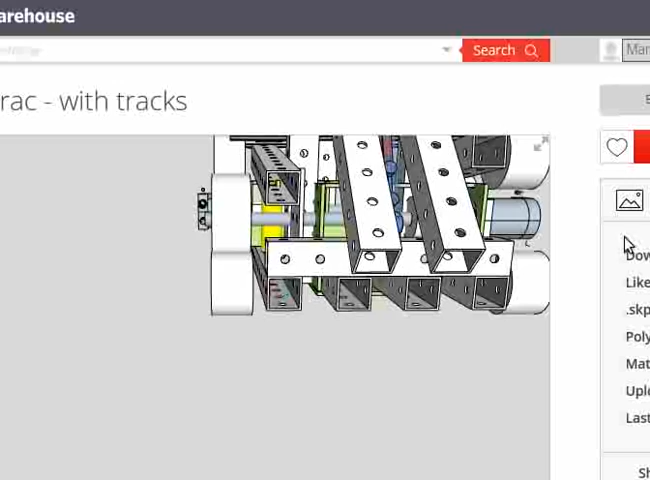 arehouse
Search
Mar
rac - with tracks
E
Dow
Like
.skp
Poly
Mat
Uplo
Last
Sh